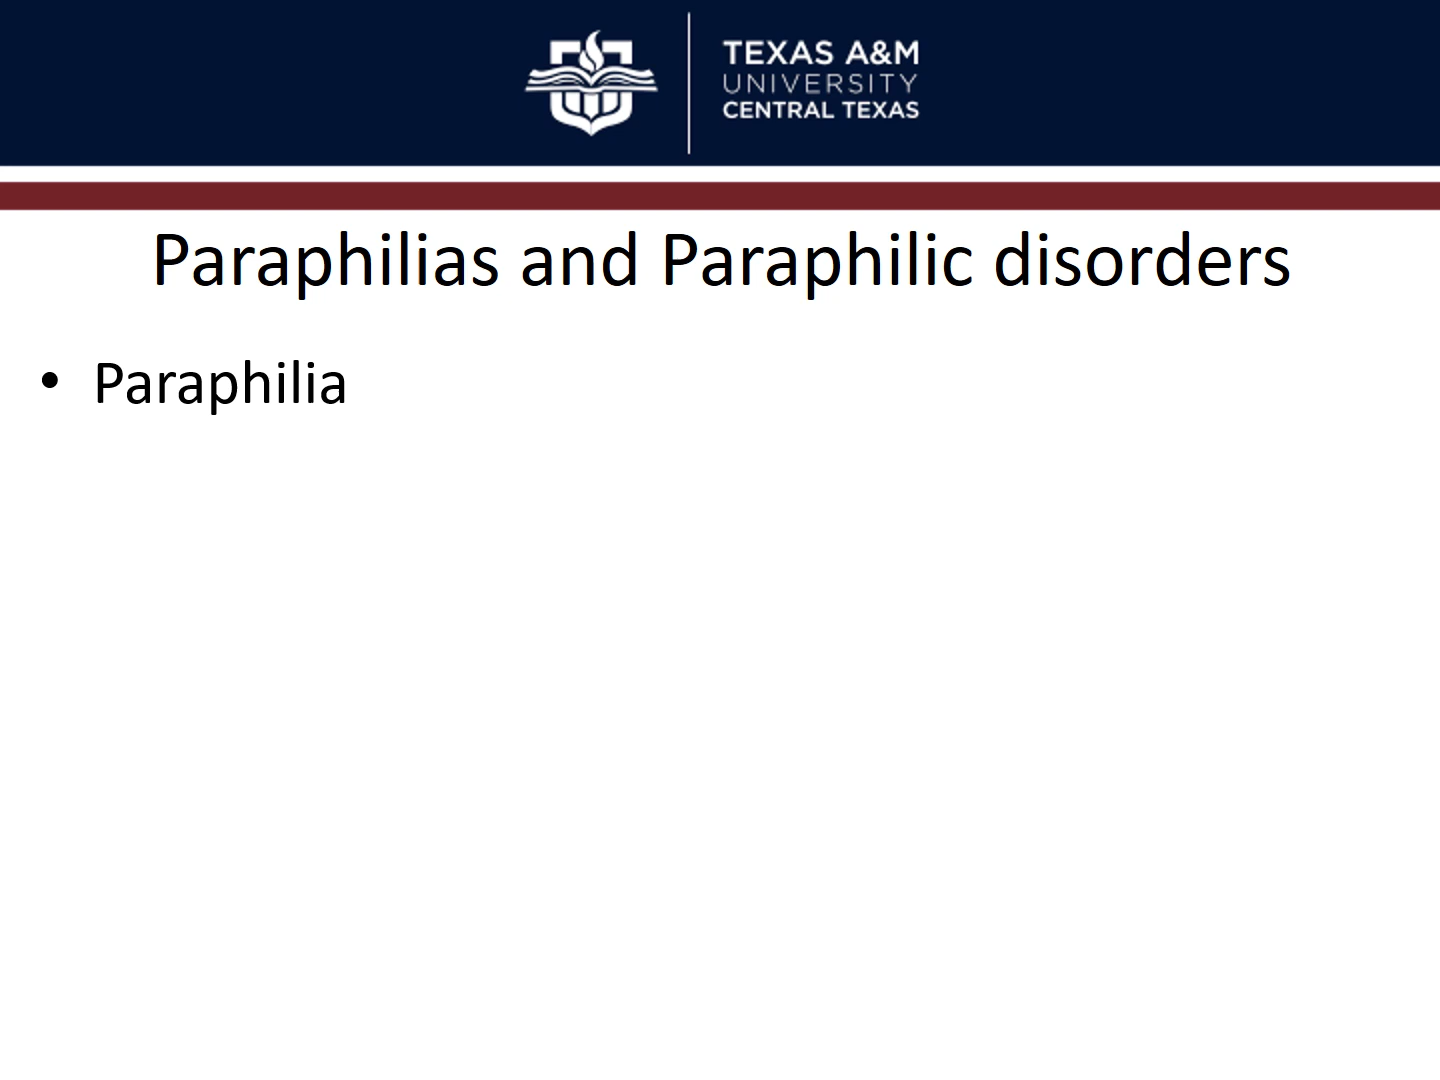 TEXAS A&M
UNIVERSITY
CENTRAL TEXAS
Paraphilias and Paraphilic disorders
• Paraphilia